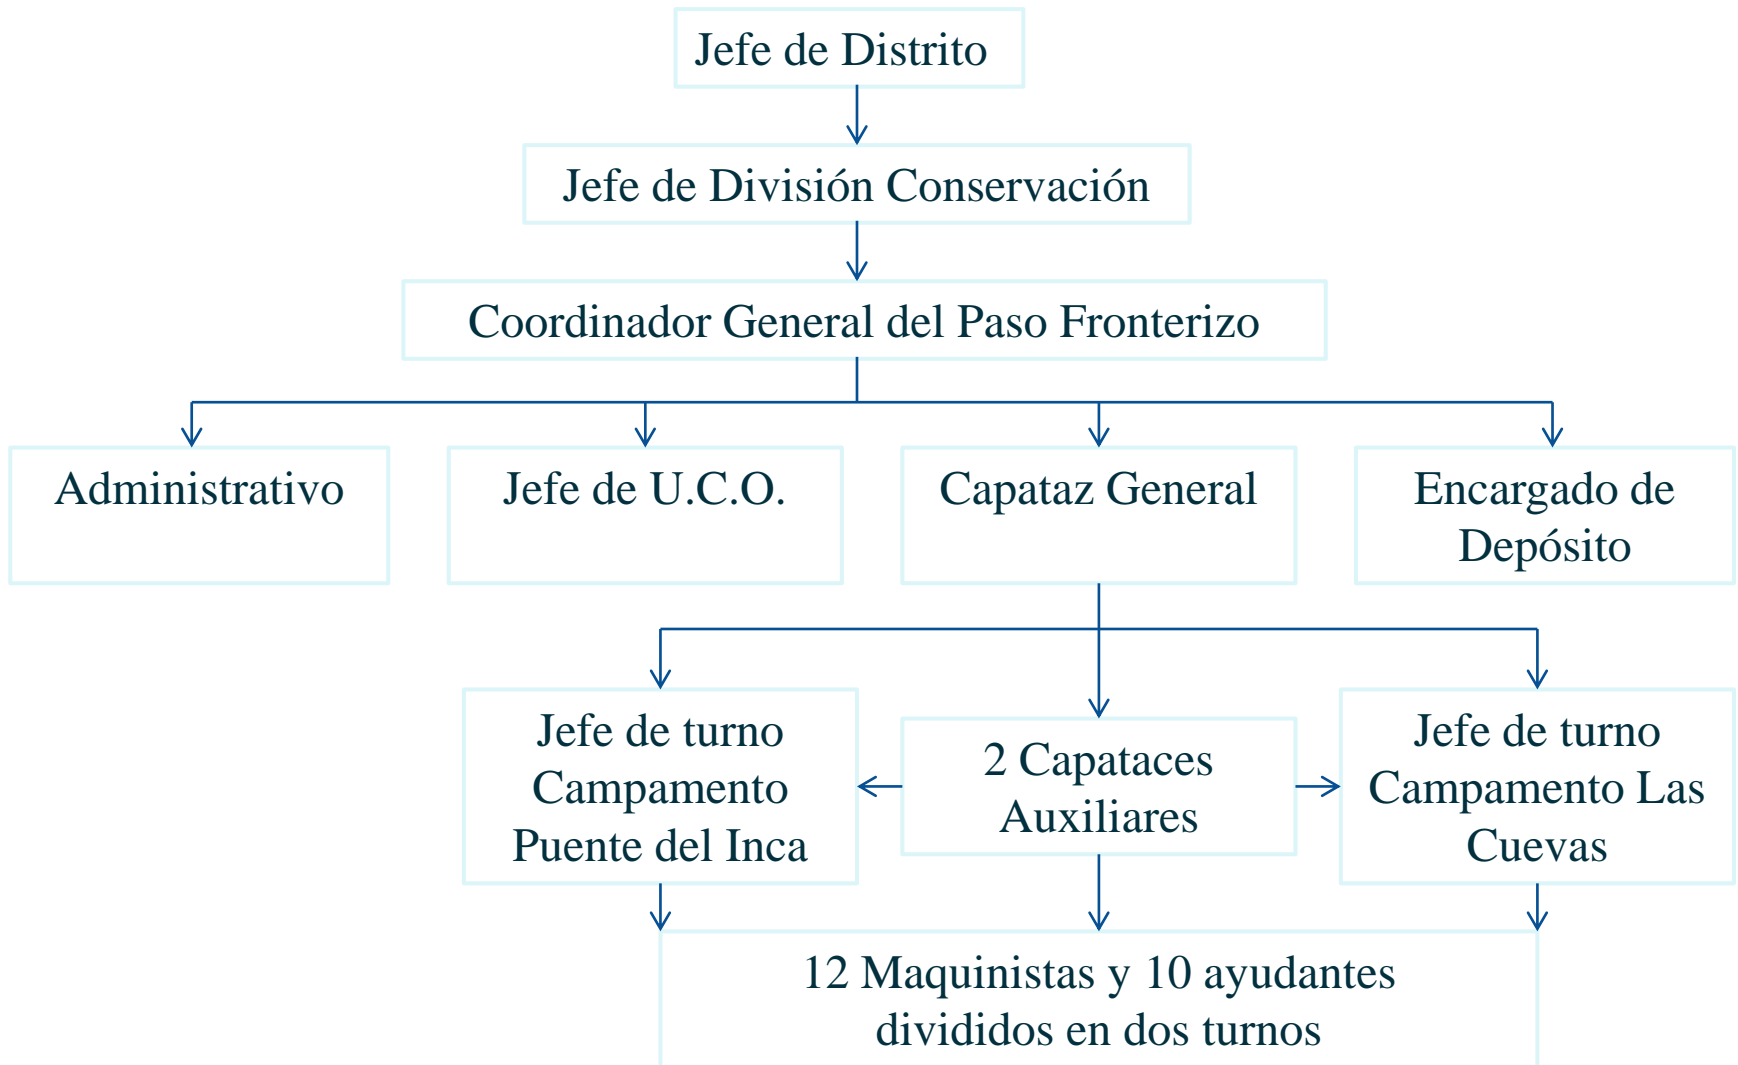 Jefe de Distrito
Jefe de División Conservación
Coordinador General del Paso Fronterizo
Administrativo
Jefe de U.C.O.
Capataz General
Encargado de
Depósito
Jefe de turno
Campamento
Puente del Inca
2 Capataces
Auxiliares
Jefe de turno
Campamento Las
Cuevas
12 Maquinistas y 10 ayudantes
divididos en dos turnos